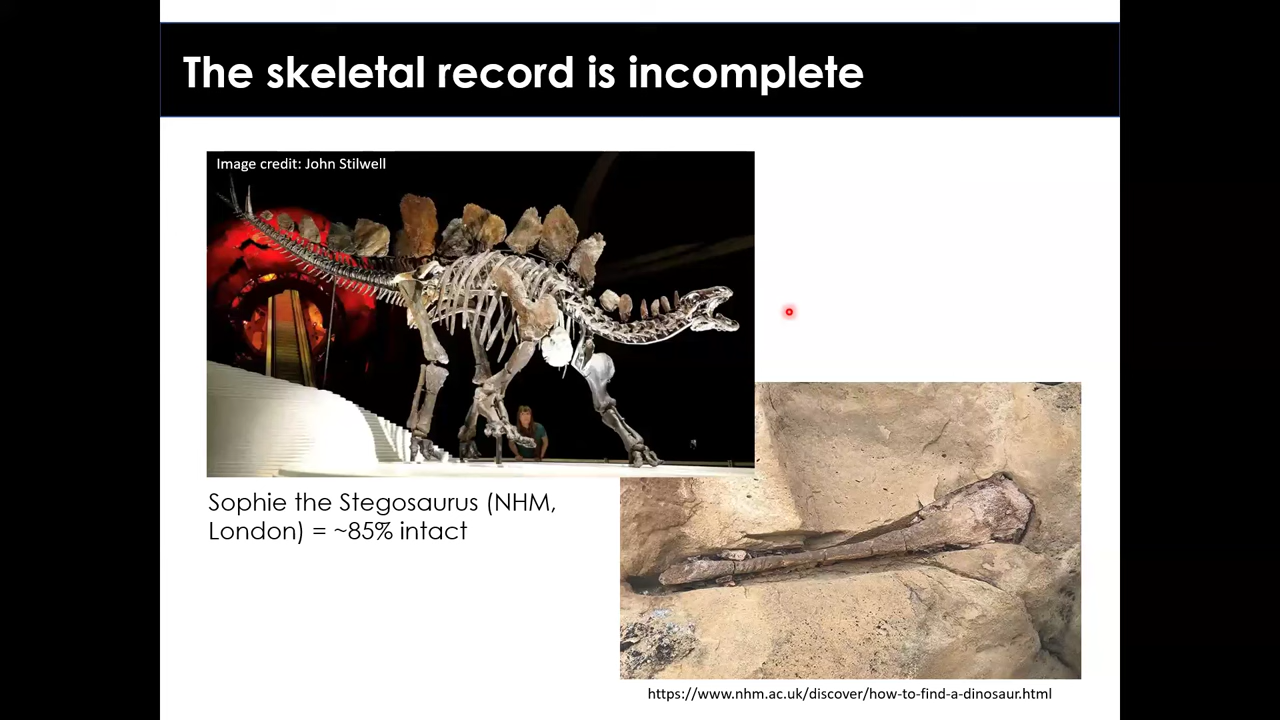 The skeletal record is incomplete
Image credit: John Stilwell
Sophie the Stegosaurus (NHM,
London) = ~85% intact
https://www.nhm.ac.uk/discover/how-to-find-a-dinosaur.html